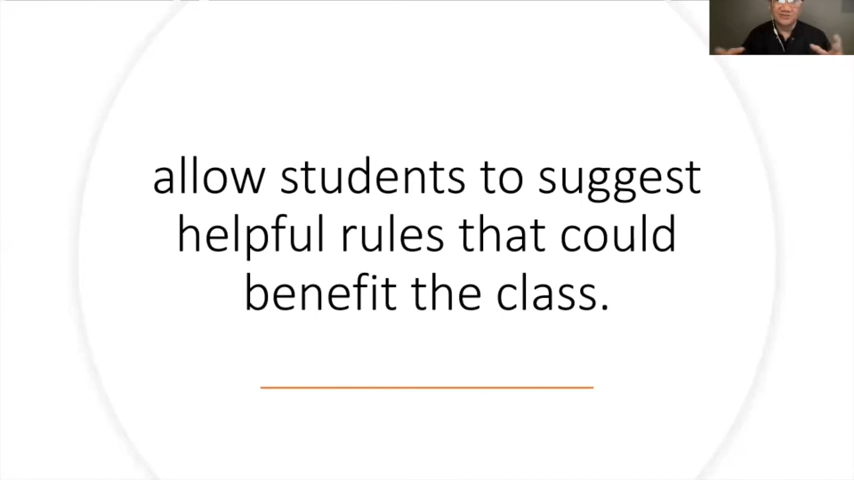 allow students to suggest
helpful rules that could
benefit the class.